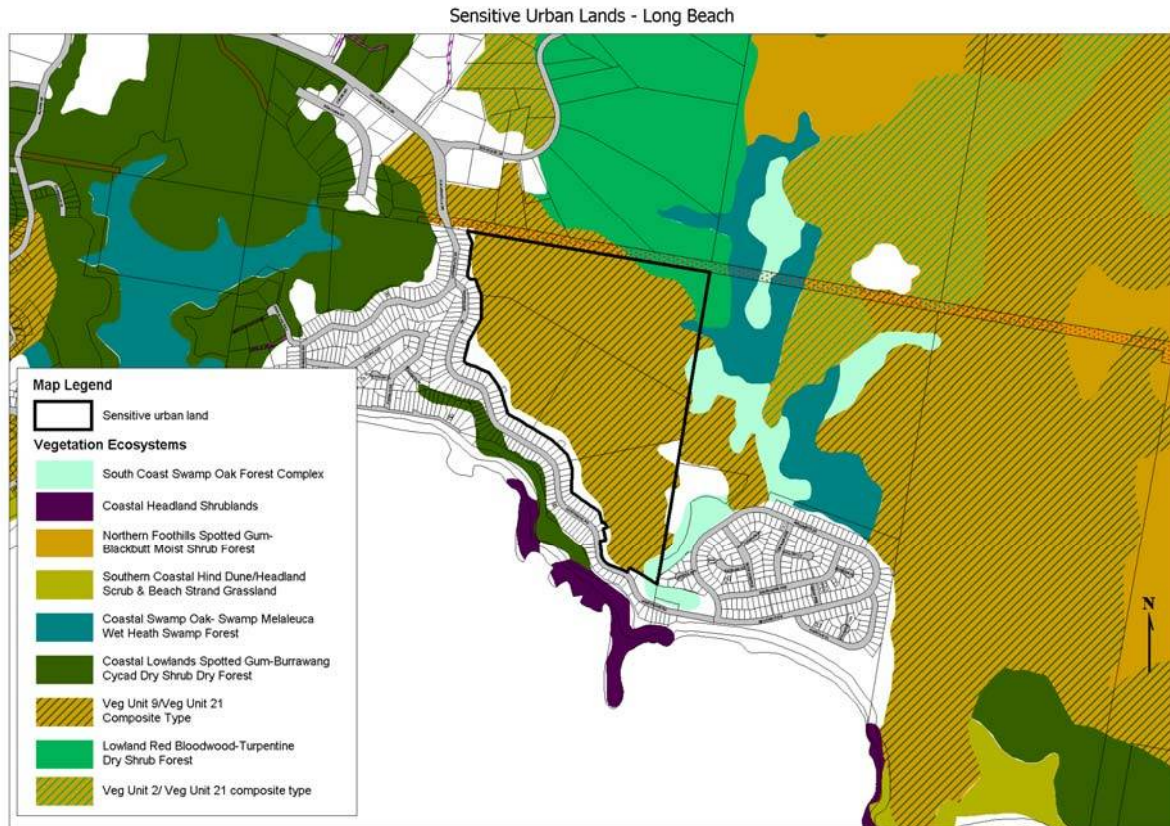 Sensitive Urban Lands - Long Beach
N
Map Legend
Sensitive urban land
Vegetation Ecosystems
South Coast Swamp Oak Forest Complex
Coastal Headland Shrublands
Northern Foothills Spotted Gum-
Blackbutt Moist Shrub Forest
Southern Coastal Hind Dune/Headland
Scrub & Beach Strand Grassland
Coastal Swamp Oak- Swamp Melaleuca
Wet Heath Swamp Forest
Coastal Lowlands Spotted Gum-Burrawang
Cycad Dry Shrub Dry Forest
Veg Unit 9/Veg Unit 21
Composite Type
Lowland Red Bloodwood-Turpentine
Dry Shrub Forest
Veg Unit 2/ Veg Unit 21 composite type